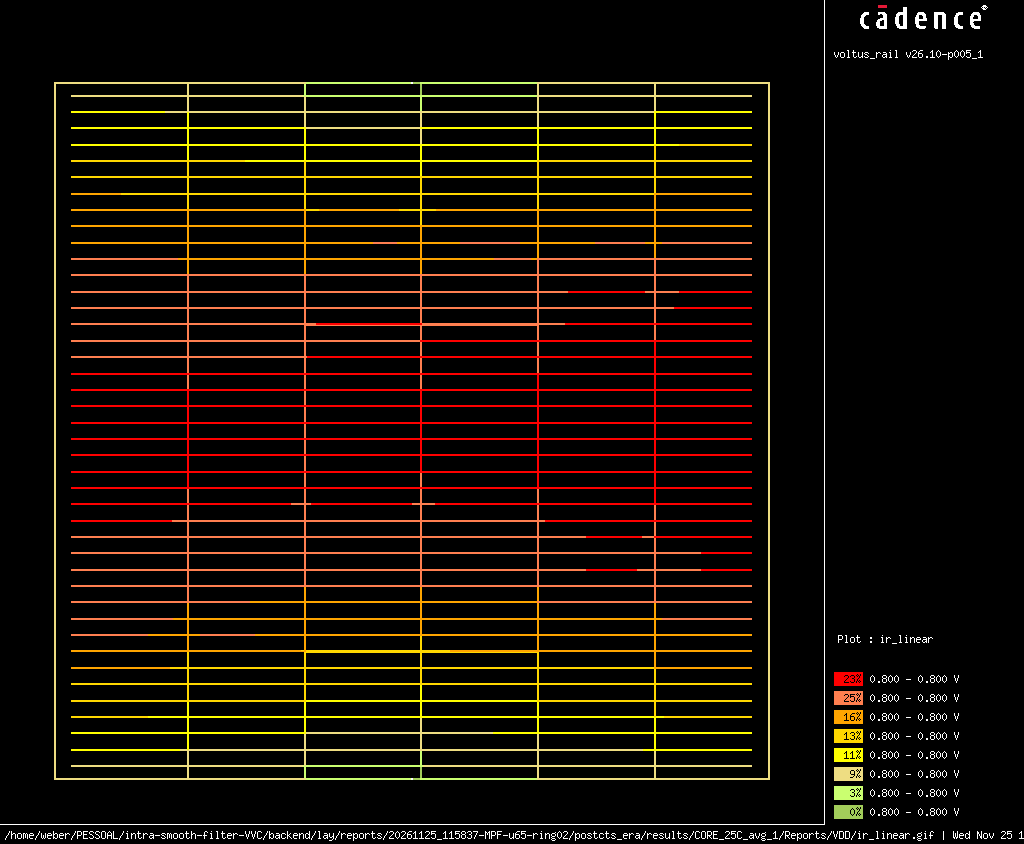 cādence®
voltus_rail v26.10-p005_1
Plot : ir_linear
23% 0.800 - 0.800 V
25% 0.800 - 0.800 V
16% 0.800 - 0.800 V
13% 0.800 - 0.800 V
11% 0.800 - 0.800 V
9% 0.800 - 0.800 V
3% 0.800 - 0.800 V
0% 0.800 - 0.800 V
/home/weber/PESSOAL/intra-smooth-filter-VVC/backend/lay/reports/20261125_115837-MPF-u65-ring02/postcts_era/results/CORE_25C_avg_1/Reports/VDD/ir_linear.gif | Wed Nov 25 1